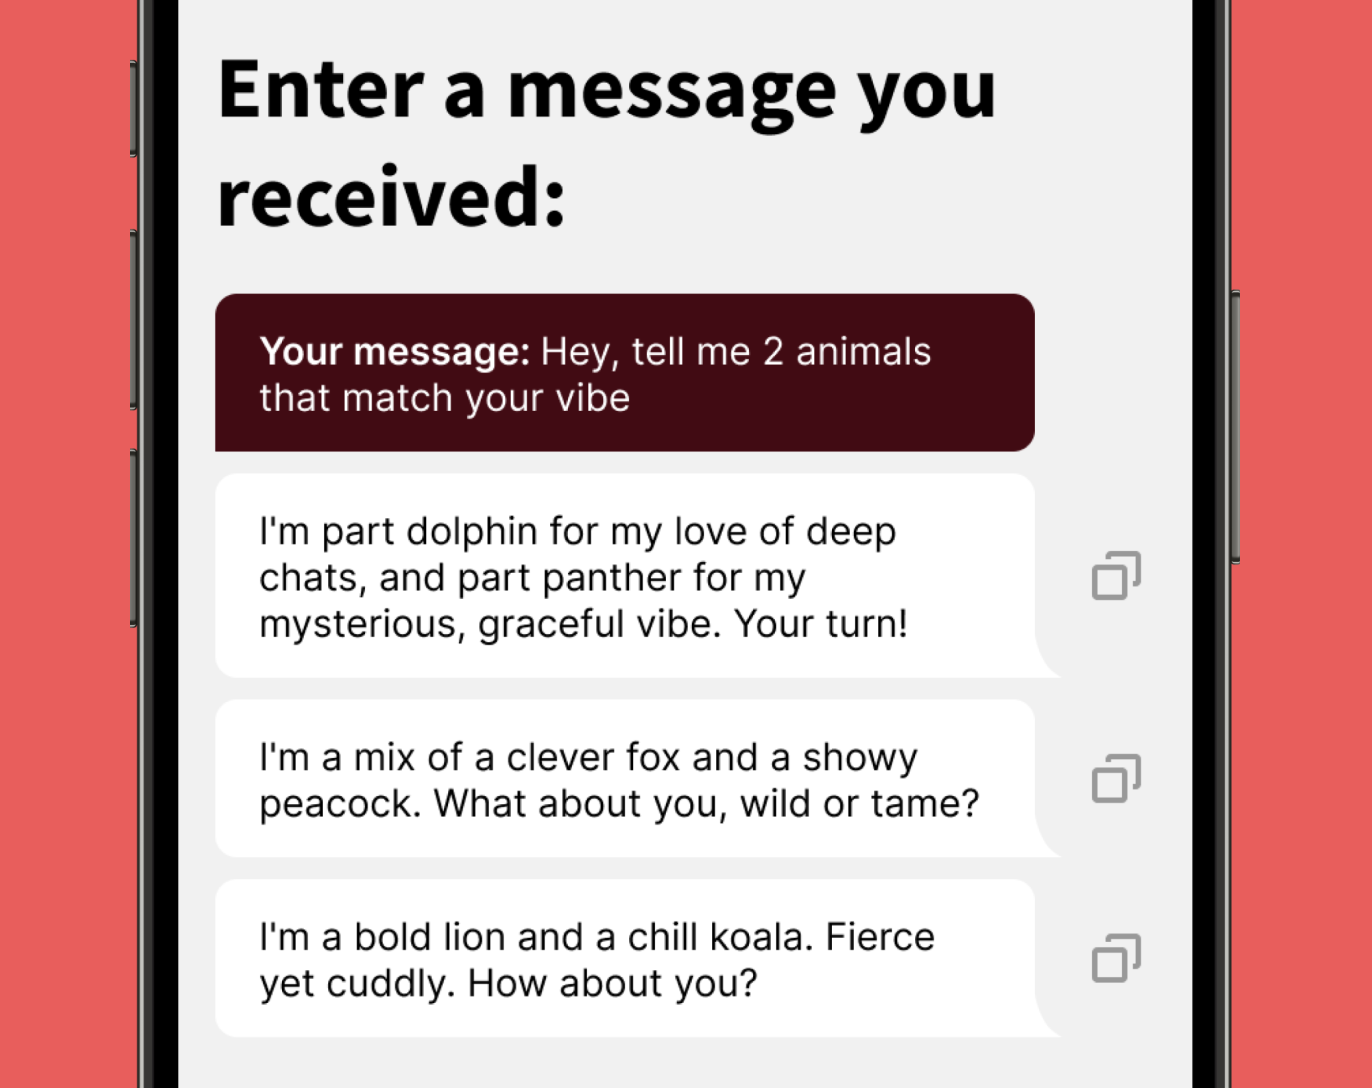 Enter a message you
received:
Your message: Hey, tell me 2 animals
that match your vibe
I'm part dolphin for my love of deep
chats, and part panther for my
mysterious, graceful vibe. Your turn!
I'm a mix of a clever fox and a showy
peacock. What about you, wild or tame?
I'm a bold lion and a chill koala. Fierce
yet cuddly. How about you?